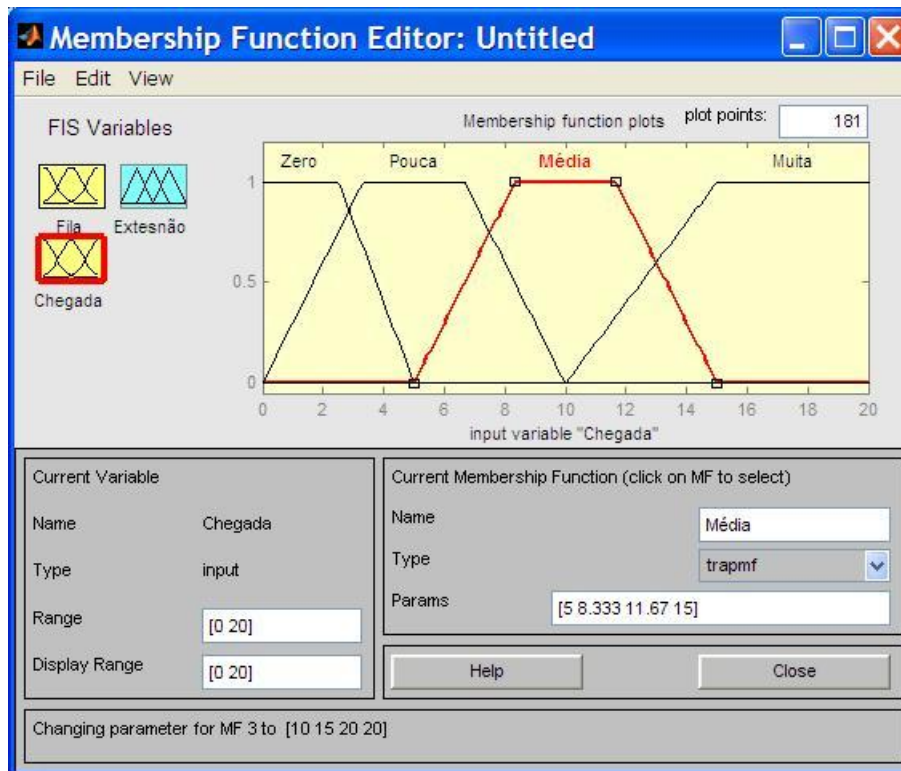 Membership Function Editor: Untitled
File Edit View
FIS Variables
Membership function plots plot points: 181
Fila Extesnão
Chegada
Zero Pouca Média Muita
1
0.5
0
0 2 4 6 8 10 12 14 16 18 20
input variable "Chegada"
Current Variable
Name Chegada
Type input
Range [0 20]
Display Range [0 20]
Current Membership Function (click on MF to select)
Name Média
Type trapmf
Params [5 8.333 11.67 15]
Help Close
Changing parameter for MF 3 to [10 15 20 20]